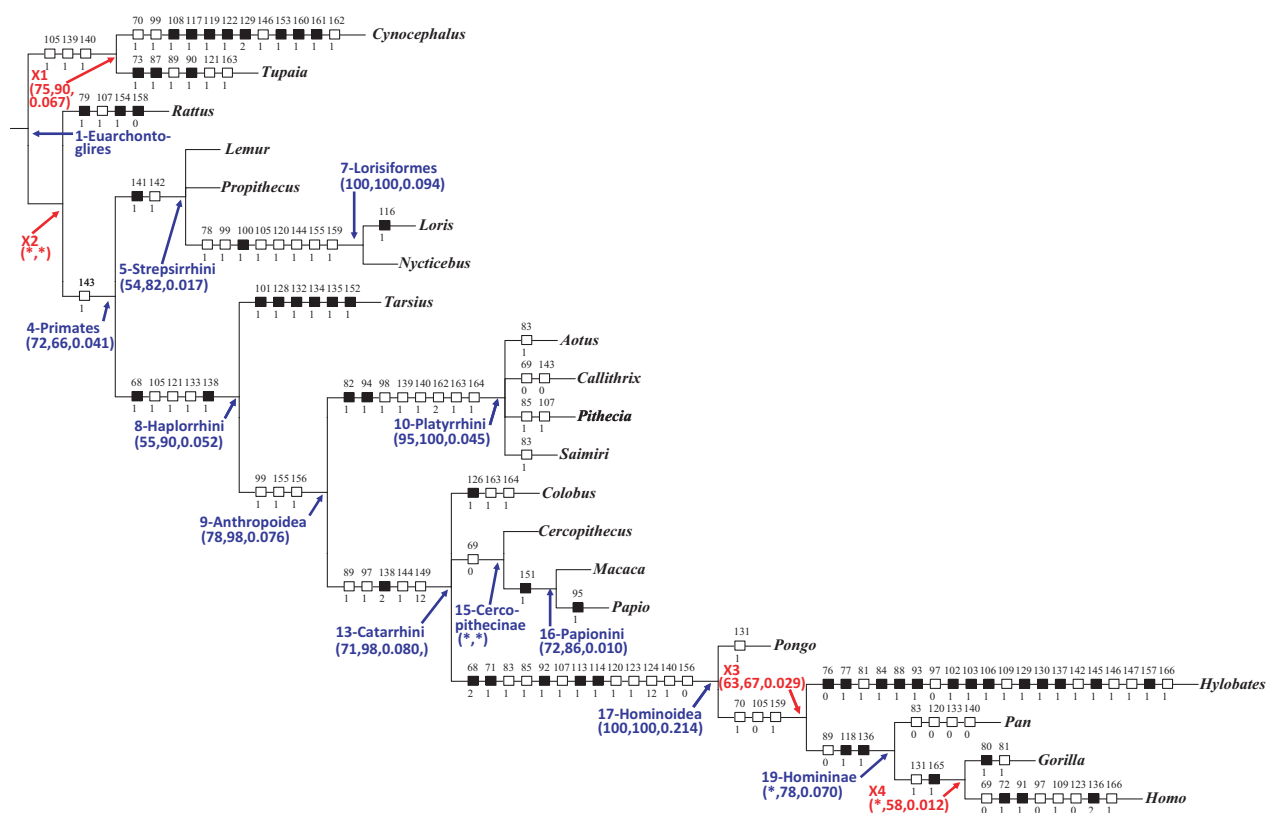 70 99 108 117 119 122 129 146 153 160 161 162
Cynocephalus
1 1 1 1 1 1 2 1 1 1 1 1
105 139 140
1 1 1
73 87 89 90 121 163
Tupaia
1 1 1 1 1 1
X1
(75,90,
0.067)
79 107 154 158
Rattus
1 1 1 0
1-Euarchonto-
glires
Lemur
7-Lorisiformes
(100,100,0.094)
141 142
1 1
Propithecus
116
Loris
1
78 99 100 105 120 144 155 159
1 1 1 1 1 1 1 1
Nycticebus
X2
(*,*)
5-Strepsirrhini
(54,82,0.017)
143
1
4-Primates
(72,66,0.041)
101 128 132 134 135 152
Tarsius
1 1 1 1 1 1
83
Aotus
1
68 105 121 133 138
1 1 1 1 1
82 94 98 139 140 162 163 164
1 1 1 1 1 2 1 1
69 143
Callithrix
0 0
85 107
Pithecia
1 1
8-Haplorrhini
(55,90,0.052)
10-Platyrrhini
(95,100,0.045)
83
Saimiri
1
99 155 156
1 1 1
126 163 164
Colobus
1 1 1
9-Anthropoidea
(78,98,0.076)
Cercopithecus
69
0
89 97 138 144 149
1 1 2 1 12
151
1
Macaca
95
Papio
1
13-Catarrhini
(71,98,0.080,)
15-Cerco-
pithecinae
(*,*)
16-Papionini
(72,86,0.010)
131
Pongo
1
68 71 83 85 92 107 113 114 120 123 124 140 156
2 1 1 1 1 1 1 1 1 1 12 1 0
X3
(63,67,0.029)
76 77 81 84 88 93 97 102 103 106 109 129 130 137 142 145 146 147 157 166
Hylobates
0 1 1 1 1 1 0 1 1 1 1 1 1 1 1 1 1 1 1 1
17-Hominoidea
(100,100,0.214)
70 105 159
1 0 1
83 120 133 140
Pan
0 0 0 0
89 118 136
0 1 1
19-Homininae
(*,78,0.070)
131 165
1 1
80 81
Gorilla
1 1
X4
(*,58,0.012)
69 72 91 97 109 123 136 166
Homo
0 1 1 0 1 0 2 1